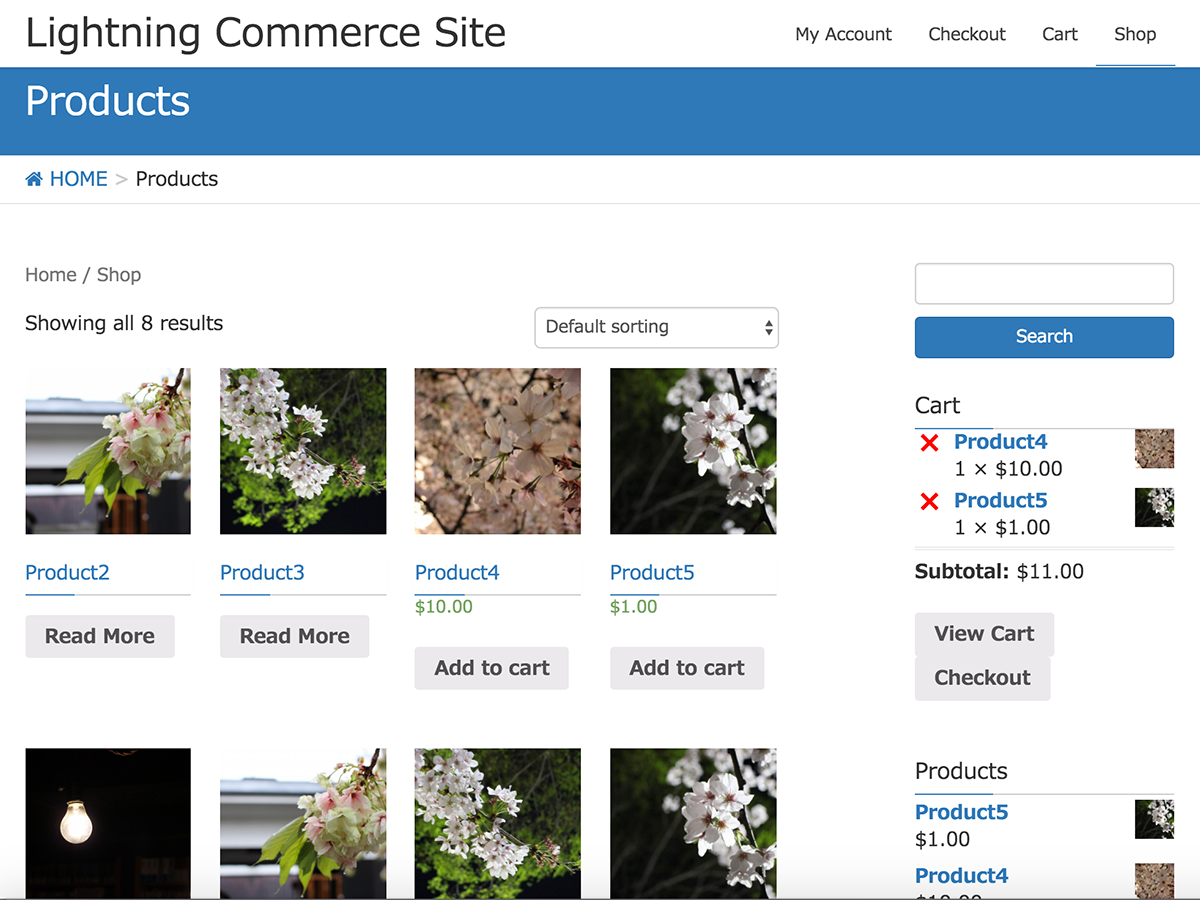 Lightning Commerce Site
My Account Checkout Cart Shop
Products
HOME > Products
Home / Shop
Showing all 8 results
Default sorting
Product2
Read More
Product3
Read More
Product4
$10.00
Add to cart
Product5
$1.00
Add to cart
Search
Cart
Product4
1 × $10.00
Product5
1 × $1.00
Subtotal: $11.00
View Cart
Checkout
Products
Product5
$1.00
Product4